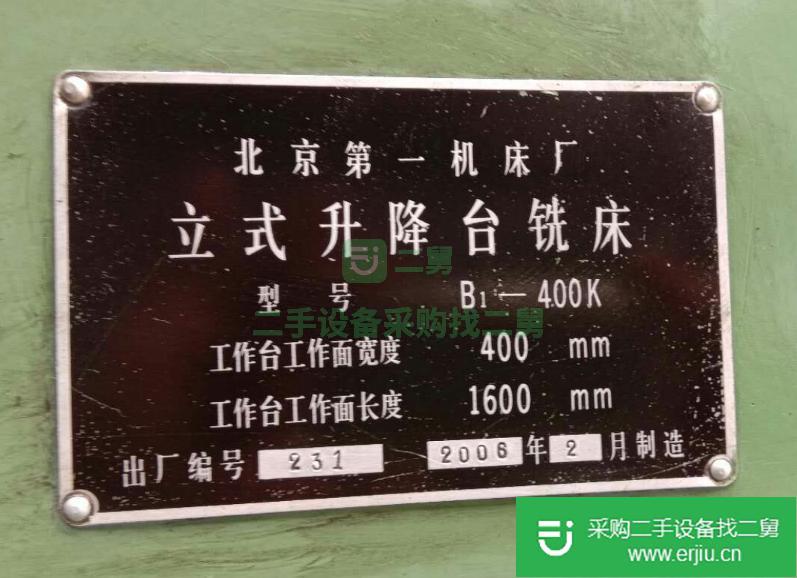 北京第一机床厂
立式升降台铣床
二舅
型号 B1—400K
二手设备采购找二舅
工作台工作面宽度 400 mm
工作台工作面长度 1600 mm
出厂编号 231 2006年2月制造
采购二手设备找二舅
www.erjiu.cn